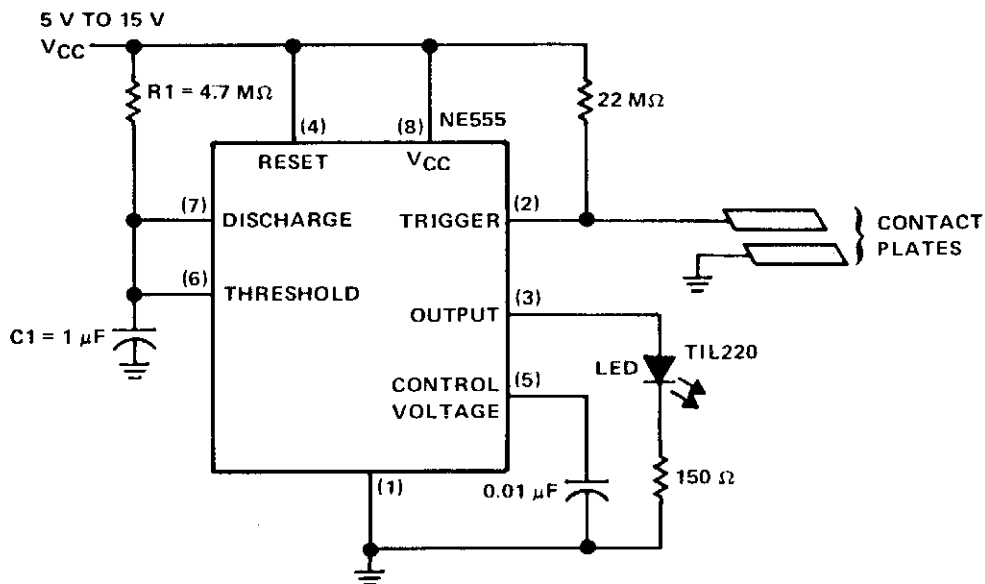 5 V TO 15 V
VCC
R1 = 4.7 MΩ
22 MΩ
(4)
(8)
NE555
RESET
VCC
(7)
DISCHARGE
TRIGGER
(2)
CONTACT
PLATES
(6)
THRESHOLD
(3)
OUTPUT
C1 = 1 μF
TIL220
LED
(5)
CONTROL
VOLTAGE
(1)
0.01 μF
150 Ω